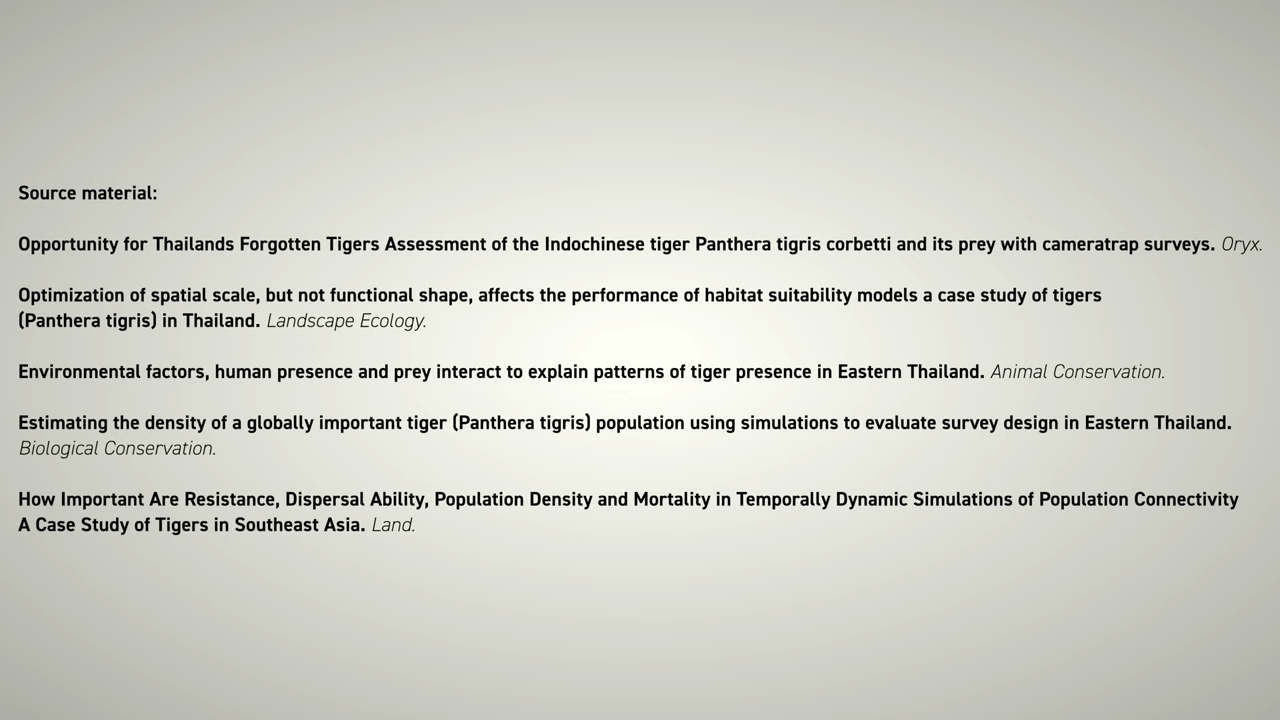 Source material:
Opportunity for Thailands Forgotten Tigers Assessment of the Indochinese tiger Panthera tigris corbetti and its prey with cameratrap surveys. Oryx.
Optimization of spatial scale, but not functional shape, affects the performance of habitat suitability models a case study of tigers
(Panthera tigris) in Thailand. Landscape Ecology.
Environmental factors, human presence and prey interact to explain patterns of tiger presence in Eastern Thailand. Animal Conservation.
Estimating the density of a globally important tiger (Panthera tigris) population using simulations to evaluate survey design in Eastern Thailand.
Biological Conservation.
How Important Are Resistance, Dispersal Ability, Population Density and Mortality in Temporally Dynamic Simulations of Population Connectivity
A Case Study of Tigers in Southeast Asia. Land.